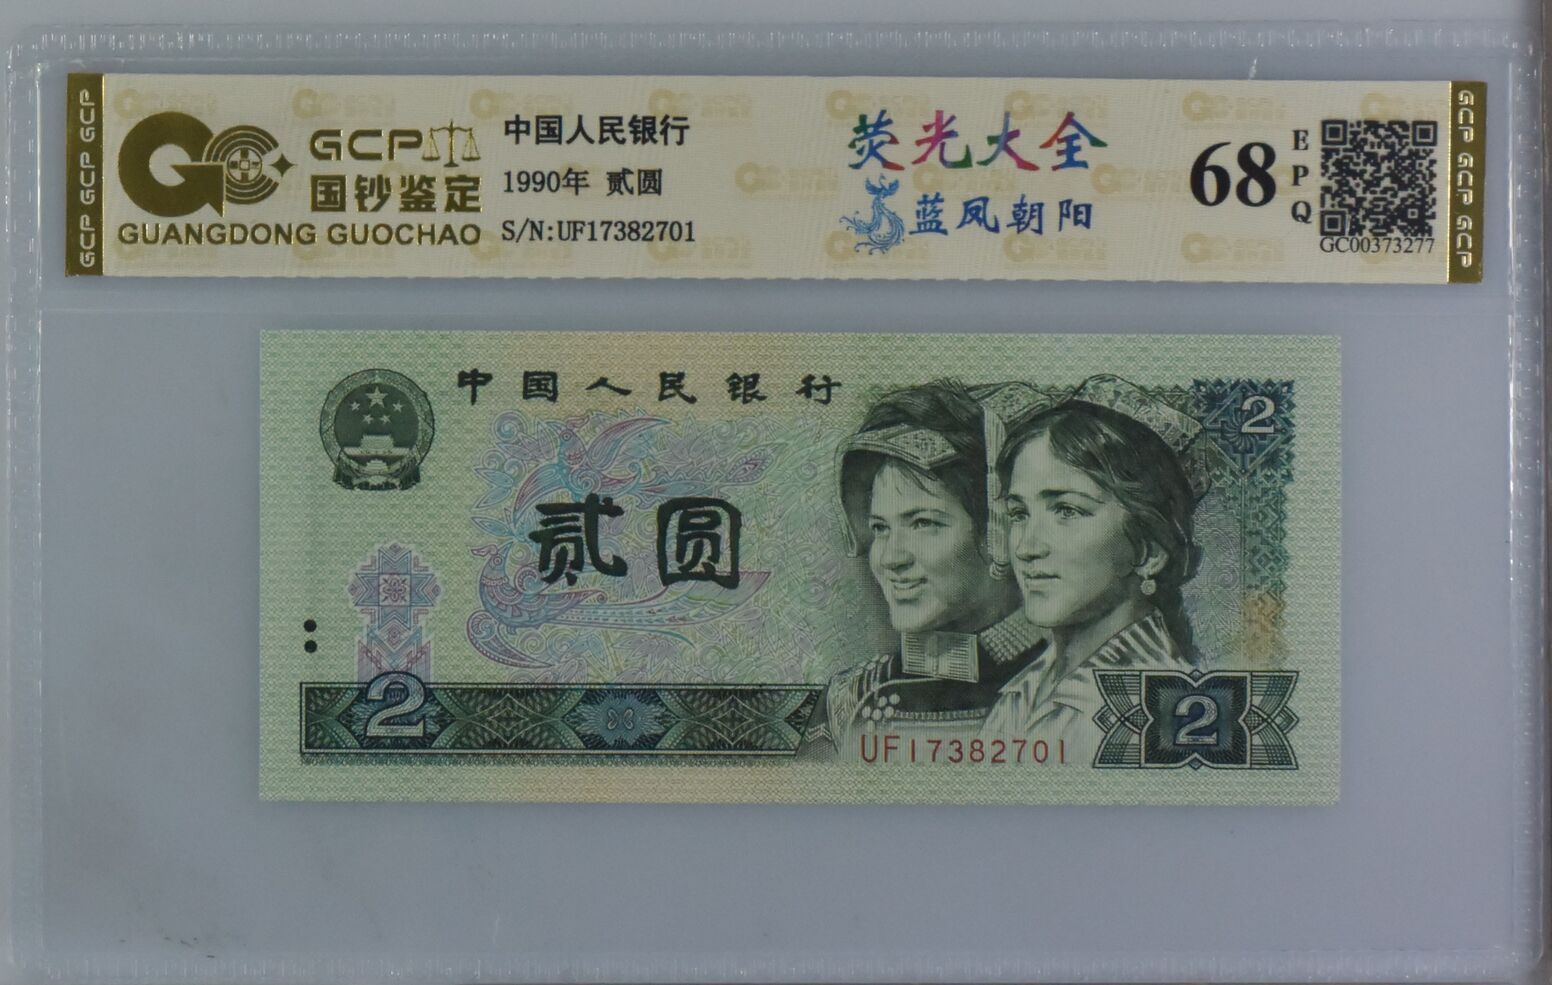 GCP GCP GCP
GCP
国钞鉴定
GUANGDONG GUOCHAO
中国人民银行
1990年 贰圆
S/N:UF17382701
荧光大全
蓝凤朝阳
68
EPQ
GC00373277
GCP GCP GCP
中国人民银行
2
贰圆
2
UF17382701
2